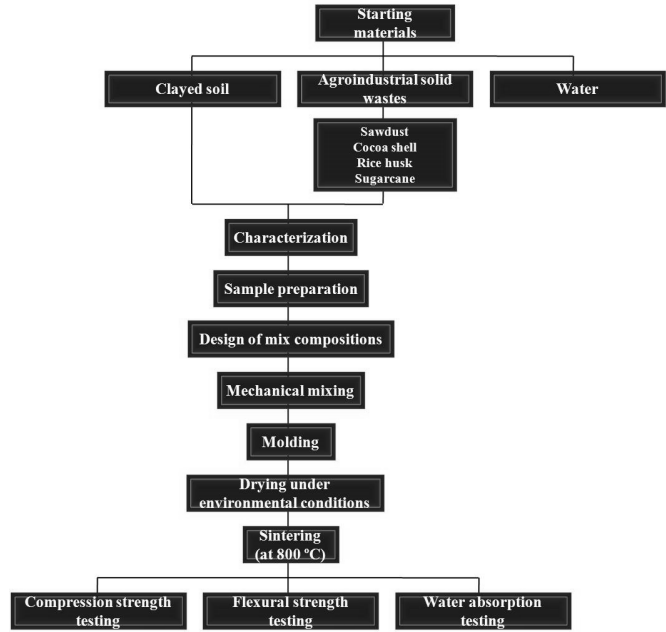 Starting
materials
Clayed soil
Agroindustrial solid
wastes
Water
Sawdust
Cocoa shell
Rice husk
Sugarcane
Characterization
Sample preparation
Design of mix compositions
Mechanical mixing
Molding
Drying under
environmental conditions
Sintering
(at 800 ºC)
Compression strength
testing
Flexural strength
testing
Water absorption
testing